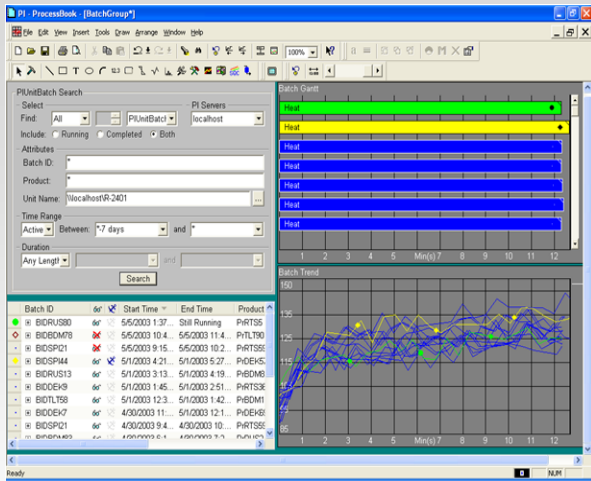 PI - ProcessBook - [BatchGroup*]
File Edit View Insert Tools Draw Arrange Window Help
100%
PIUnitBatch Search
Select
PI Servers
Find: All PIUnitBatcl localhost
Include: Running Completed Both
Attributes
Batch ID: *
Product: *
Unit Name: \\localhost\R-2401 ...
Time Range
Active Between: *-7 days and *
Duration
Any Lengtl and
Search
Batch Gantt
Heat
Heat
Heat
Heat
Heat
Heat
Heat
1 2 3 4 5 Min(s) 7 8 9 10 11 12
Batch Trend
150
135
125
115
95
85
1 2 3 4 5 Min(s) 7 8 9 10 11 12
Batch ID Start Time End Time Product
BIDRUS80 5/5/2003 1:37... Still Running PrRTS5
BIDBDM78 5/5/2003 10:4... 5/5/2003 11:4... PrTLT90
BIDSPI21 5/5/2003 9:15... 5/5/2003 10:2... PrRTS59
BIDSPI44 5/1/2003 4:21... 5/1/2003 5:27... PrDEK5
BIDRUS13 5/1/2003 3:13... 5/1/2003 4:19... PrBDM8
BIDDEK9 5/1/2003 1:45... 5/1/2003 2:51... PrRTS36
BIDTLT58 5/1/2003 12:3... 5/1/2003 1:42... PrBDM1
BIDDEK7 4/30/2003 11:... 5/1/2003 12:1... PrDEK69
BIDSPI21 4/30/2003 9:4... 4/30/2003 10:... PrRTS59
Ready
NUM